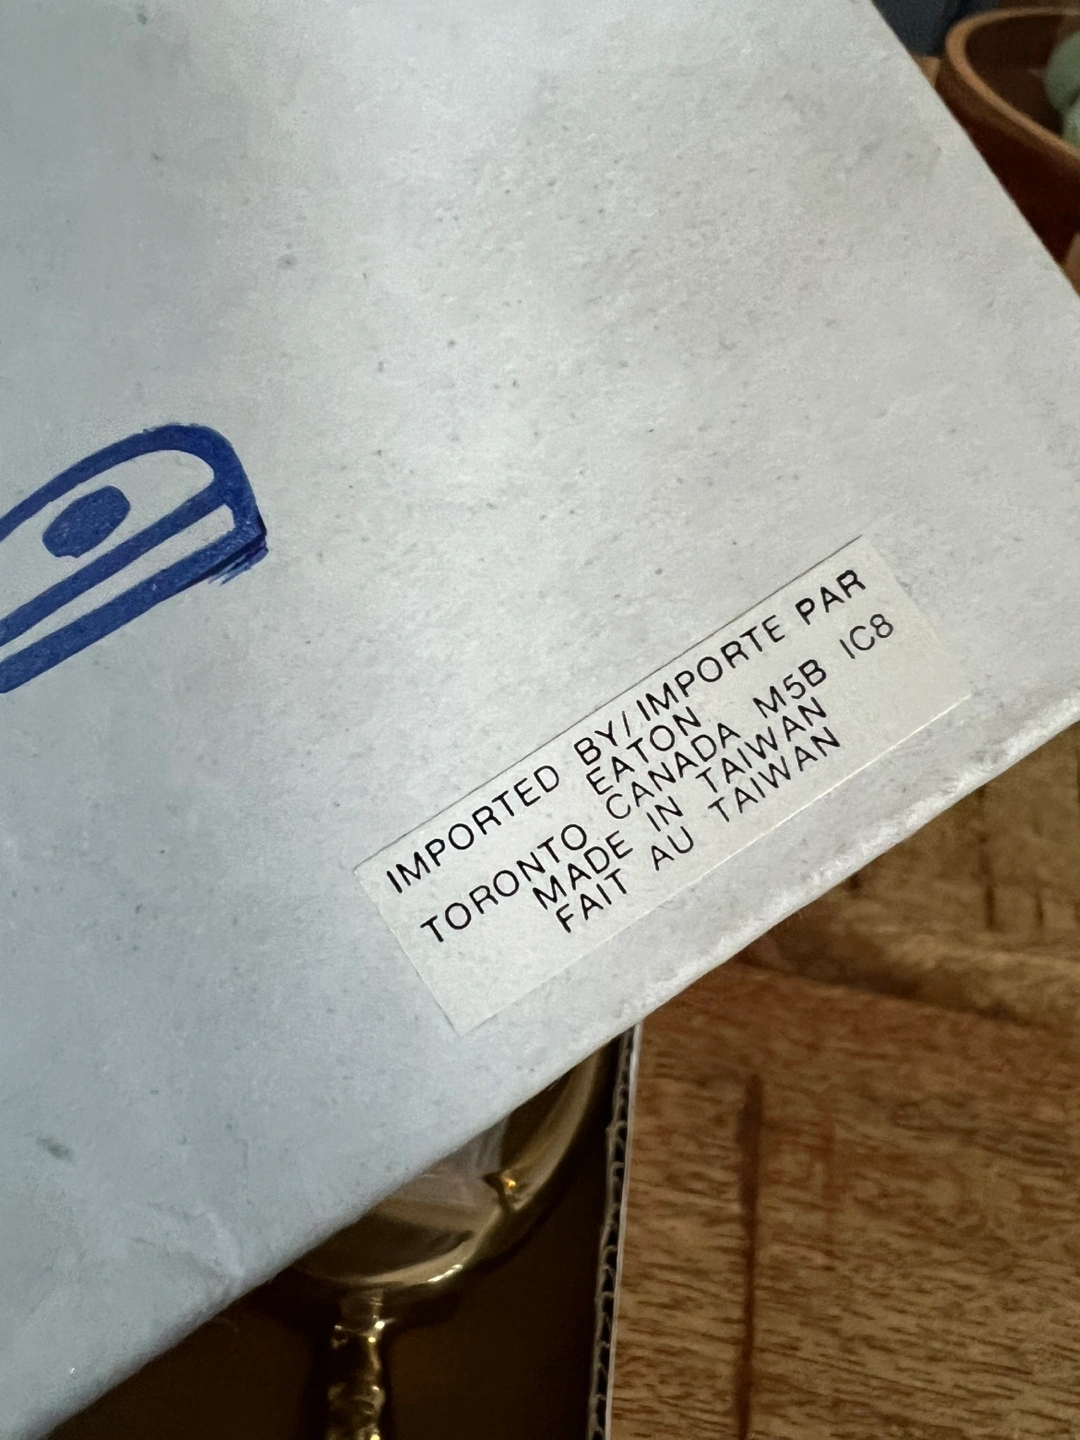 IMPORTED BY/IMPORTE PAR
EATON
TORONTO CANADA M5B IC8
MADE IN TAIWAN
FAIT AU TAIWAN